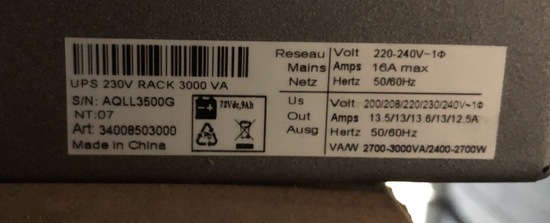 UPS 230V RACK 3000 VA
S/N: AQLL3500G
NT:07
Art: 34008503000
Made in China
72Vdc,9Ah
Reseau Volt 220-240V~1Φ
Mains Amps 16A max
Netz Hertz 50/60Hz
Us Volt 200/208/220/230/240V~1Φ
Out Amps 13.5/13/13.6/13/12.5A
Ausg Hertz 50/60Hz
VA/W 2700-3000VA/2400-2700W